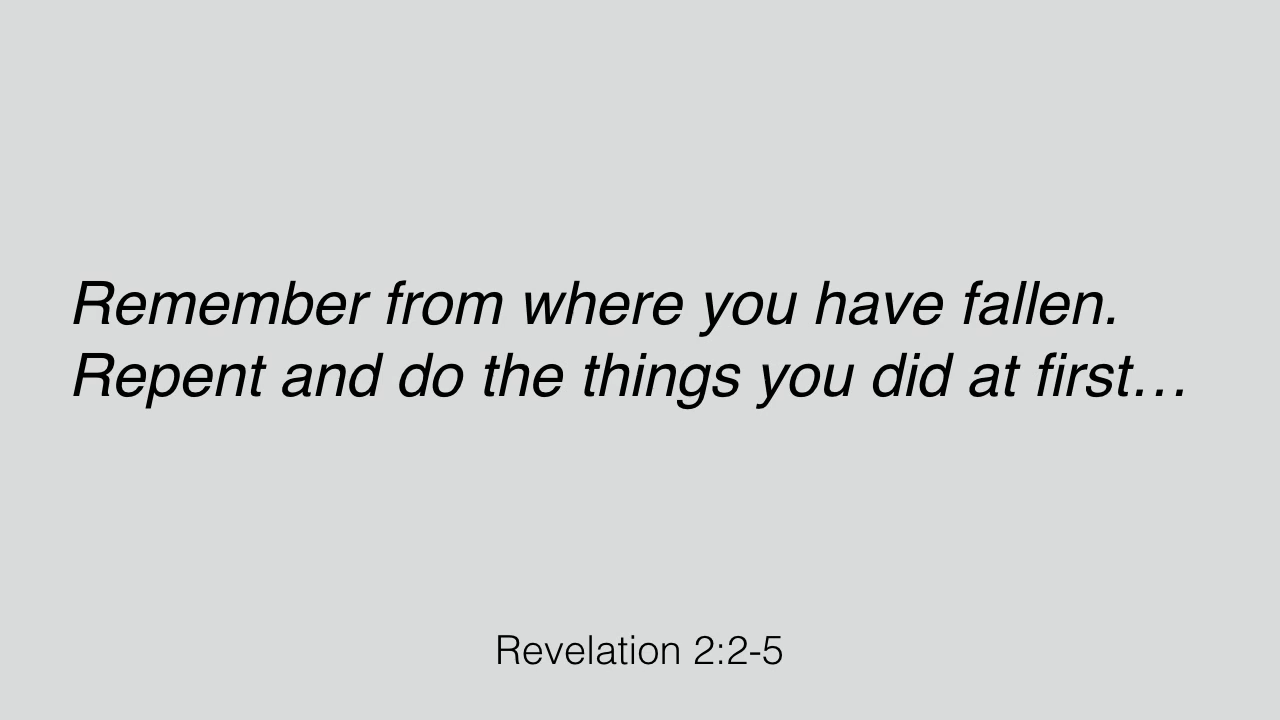 Remember from where you have fallen.
Repent and do the things you did at first…
Revelation 2:2-5